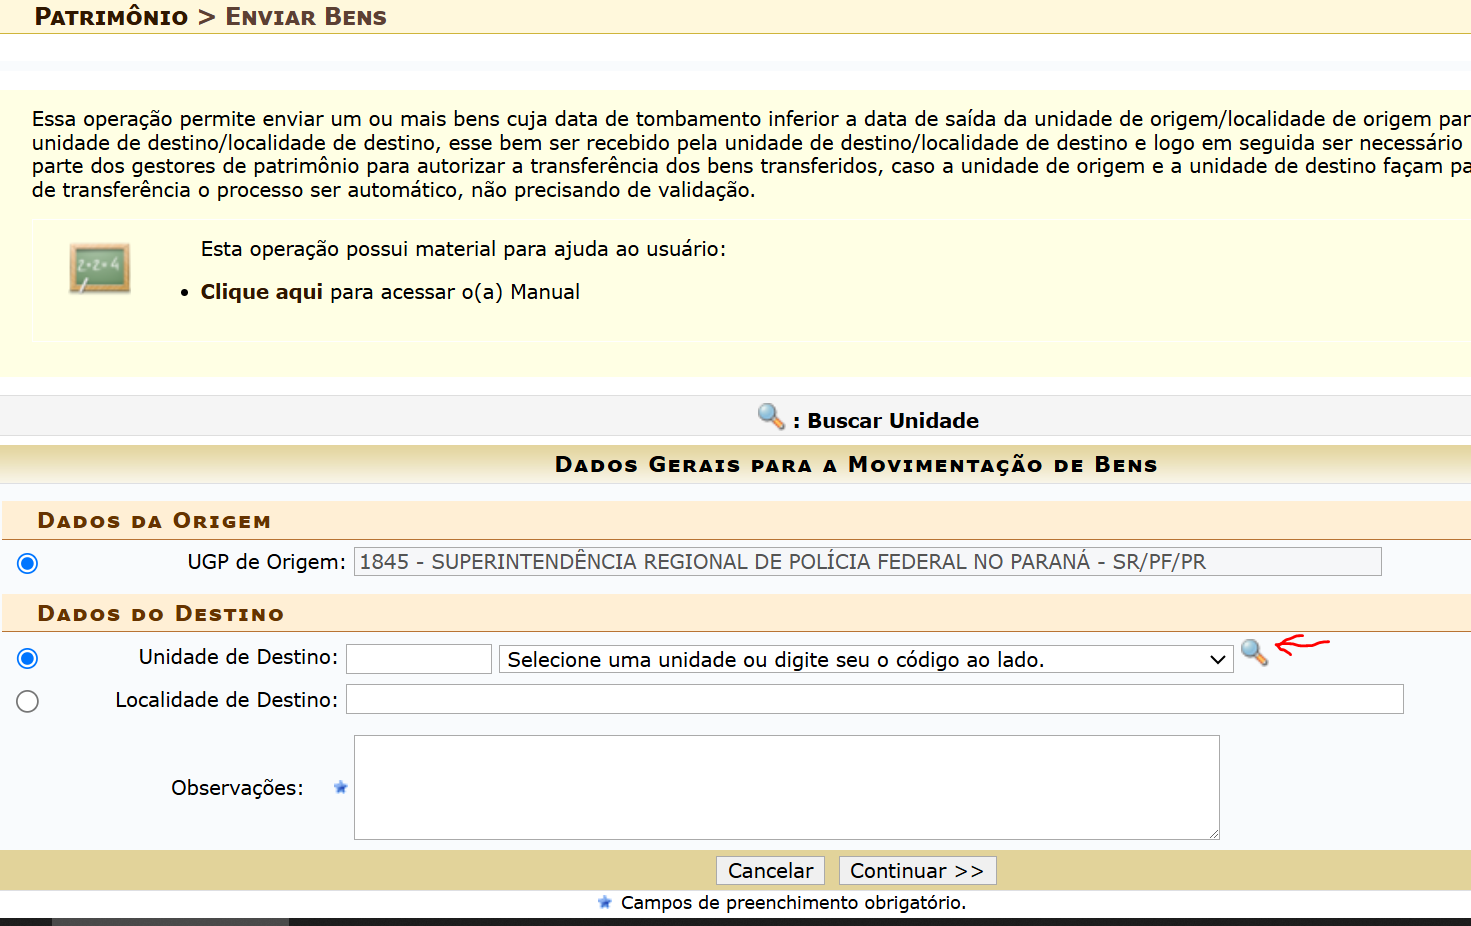 Patrimônio > Enviar Bens
Essa operação permite enviar um ou mais bens cuja data de tombamento inferior a data de saída da unidade de origem/localidade de origem par
unidade de destino/localidade de destino, esse bem ser recebido pela unidade de destino/localidade de destino e logo em seguida ser necessário
parte dos gestores de patrimônio para autorizar a transferência dos bens transferidos, caso a unidade de origem e a unidade de destino façam pa
de transferência o processo ser automático, não precisando de validação.
2+2=4
Esta operação possui material para ajuda ao usuário:
• Clique aqui para acessar o(a) Manual
: Buscar Unidade
Dados Gerais para a Movimentação de Bens
Dados da Origem
UGP de Origem: 1845 - SUPERINTENDÊNCIA REGIONAL DE POLÍCIA FEDERAL NO PARANÁ - SR/PF/PR
Dados do Destino
Unidade de Destino: Selecione uma unidade ou digite seu o código ao lado.
Localidade de Destino:
Observações:
Cancelar Continuar >>
Campos de preenchimento obrigatório.